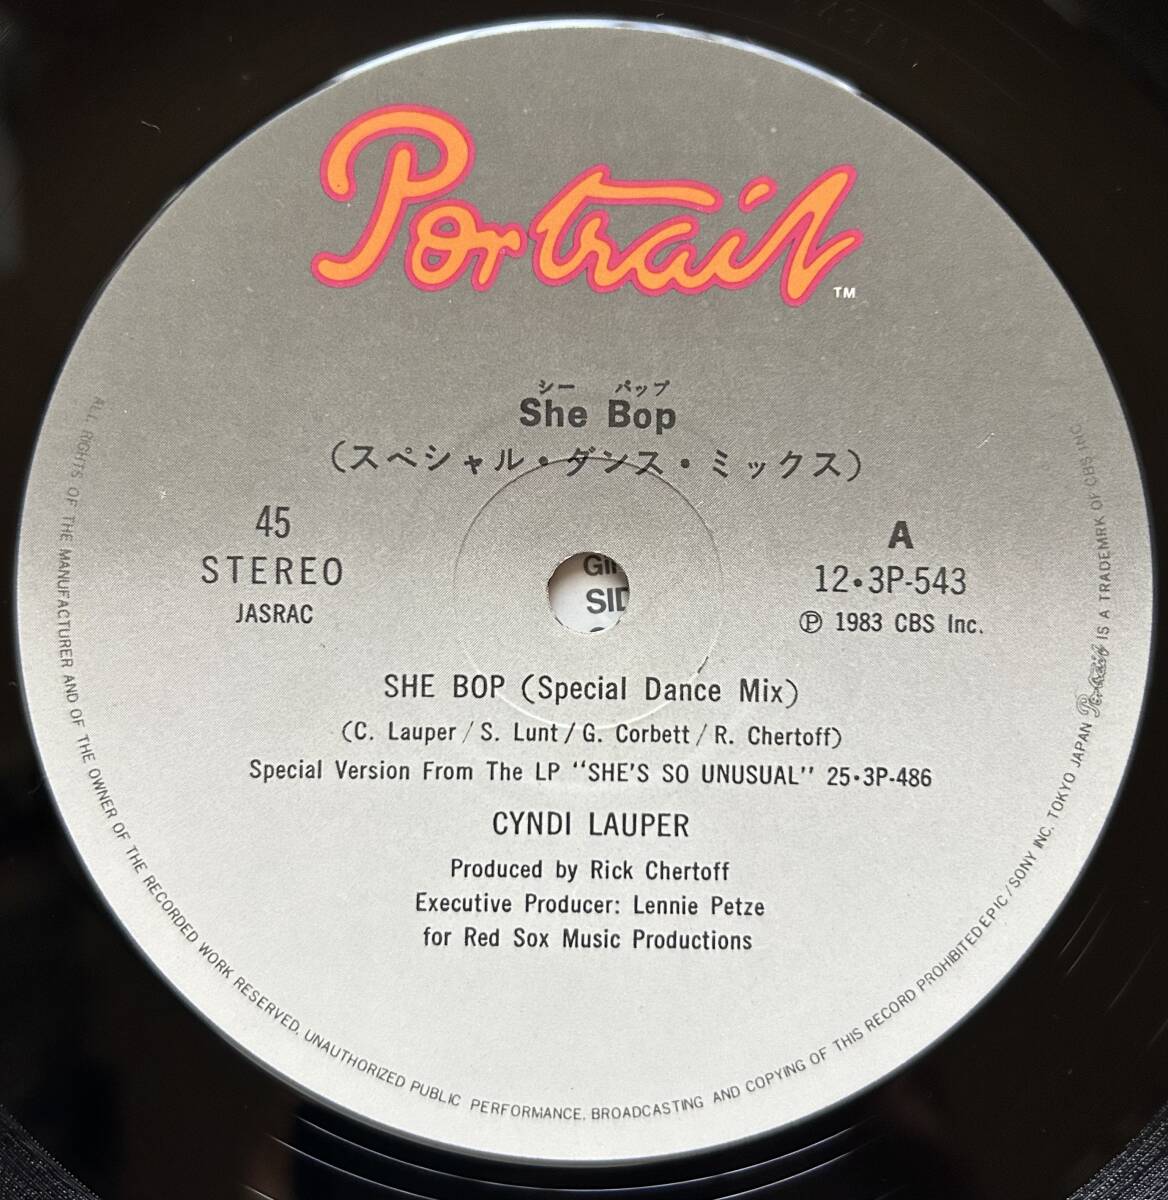 Portrait TM
シー バップ
She Bop
（スペシャル・ダンス・ミックス）
45
STEREO
JASRAC
A
12・3P-543
Ⓟ 1983 CBS Inc.
SHE BOP (Special Dance Mix)
(C. Lauper / S. Lunt / G. Corbett / R. Chertoff)
Special Version From The LP "SHE'S SO UNUSUAL" 25・3P-486
CYNDI LAUPER
Produced by Rick Chertoff
Executive Producer: Lennie Petze
for Red Sox Music Productions
ALL RIGHTS OF THE MANUFACTURER AND OF THE OWNER OF THE RECORDED WORK RESERVED. UNAUTHORIZED PUBLIC PERFORMANCE, BROADCASTING AND COPYING OF THIS RECORD PROHIBITED EPIC/SONY INC. TOKYO JAPAN Portrait IS A TRADEMRK OF CBS INC.